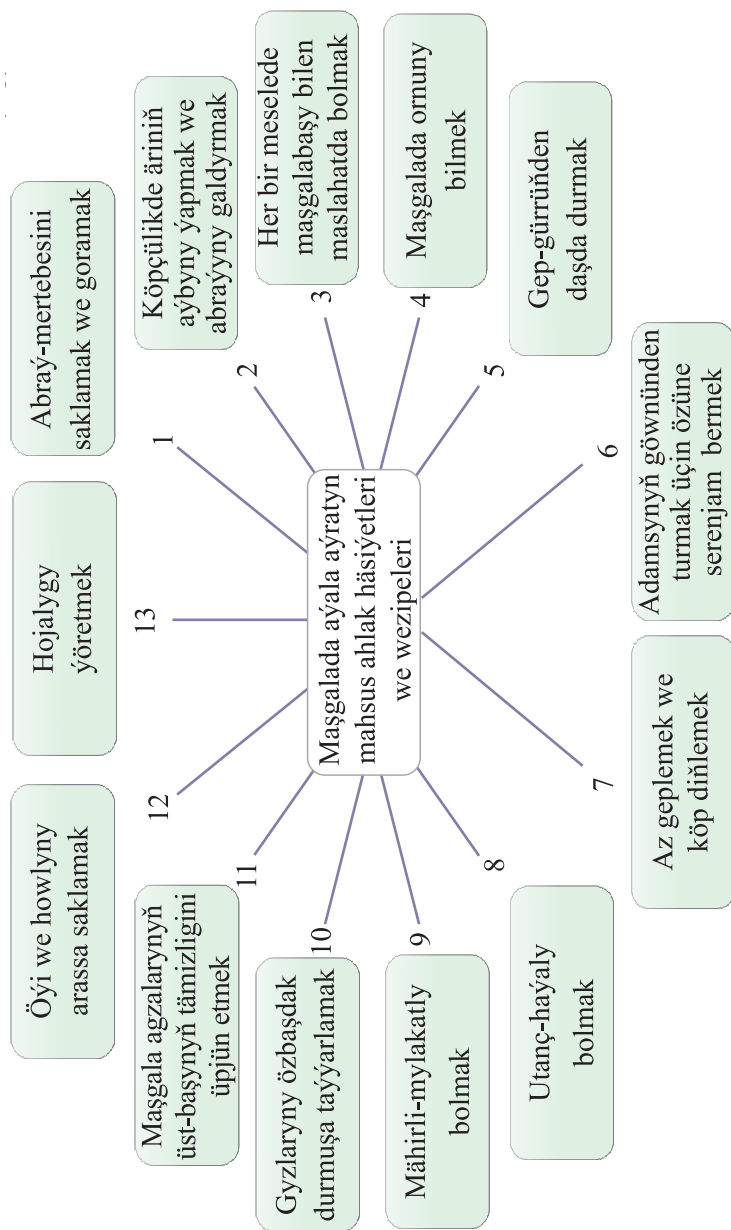 Maşgalada aýala aýratyn
mahsus ahlak häsiýetleri
we wezipeleri
1
Abraý-mertebesini
saklamak we goramak
2
Köpçülikde äriniň
aýbyny ýapmak we
abraýyny galdyrmak
3
Her bir meselede
maşgalabaşy bilen
maslahatda bolmak
4
Maşgalada ornuny
bilmek
5
Gep-gürrüňden
daşda durmak
6
Adamsynyň göwnünden
turmak üçin özüne
serenjam bermek
7
Az geplemek we
köp diňlemek
8
Utanç-haýaly
bolmak
9
Mähirli-mylakatly
bolmak
10
Gyzlaryny özbaşdak
durmuşa taýýarlamak
11
Maşgala agzalarynyň
üst-başynyň tämizligini
üpjün etmek
12
Öýi we howlyny
arassa saklamak
13
Hojalygy
ýöretmek